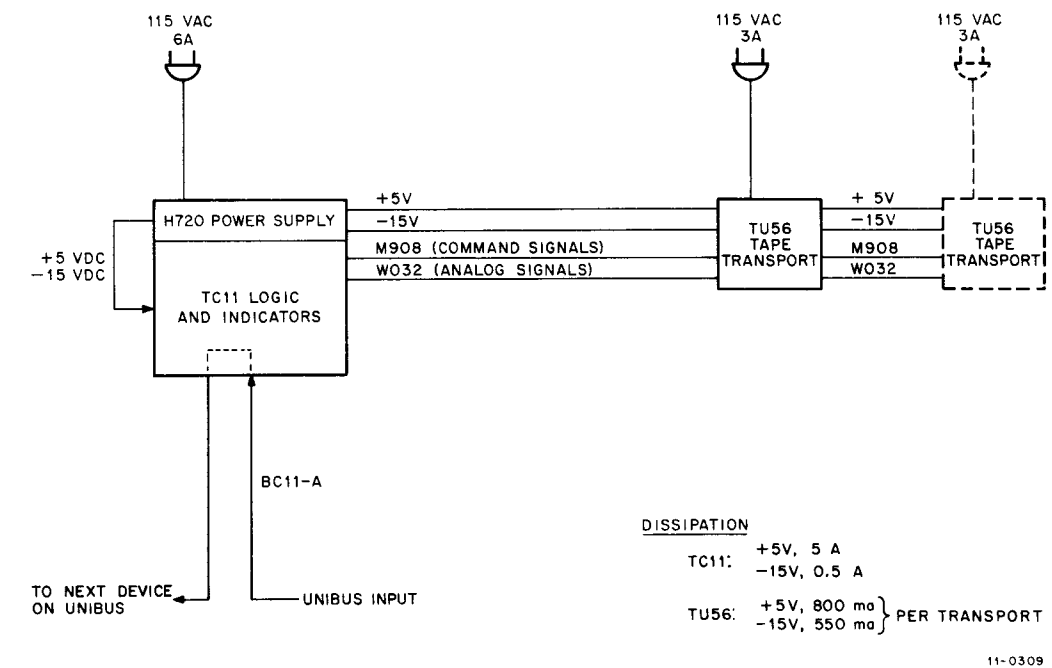 115 VAC
6A
115 VAC
3A
115 VAC
3A
H720 POWER SUPPLY
+5 VDC
−15 VDC
TC11 LOGIC
AND INDICATORS
+5V
−15V
M908 (COMMAND SIGNALS)
W032 (ANALOG SIGNALS)
TU56
TAPE
TRANSPORT
+ 5V
−15V
M908
W032
TU56
TAPE
TRANSPORT
BC11-A
TO NEXT DEVICE
ON UNIBUS
UNIBUS INPUT
DISSIPATION
TC11: +5V, 5 A
−15V, 0.5 A
TU56: +5V, 800 ma
−15V, 550 ma
PER TRANSPORT
11-0309